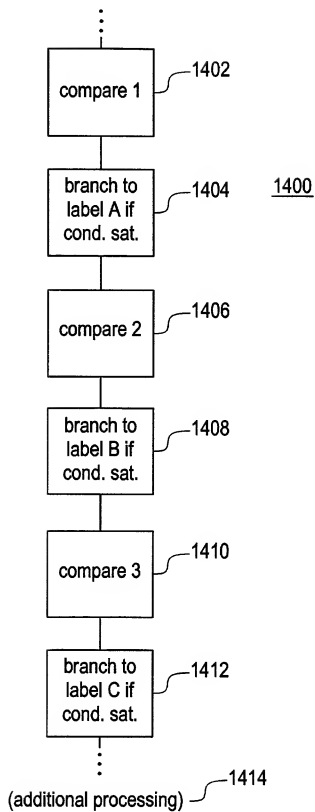 compare 1
1402
branch to
label A if
cond. sat.
1404
1400
compare 2
1406
branch to
label B if
cond. sat.
1408
compare 3
1410
branch to
label C if
cond. sat.
1412
(additional processing)
1414